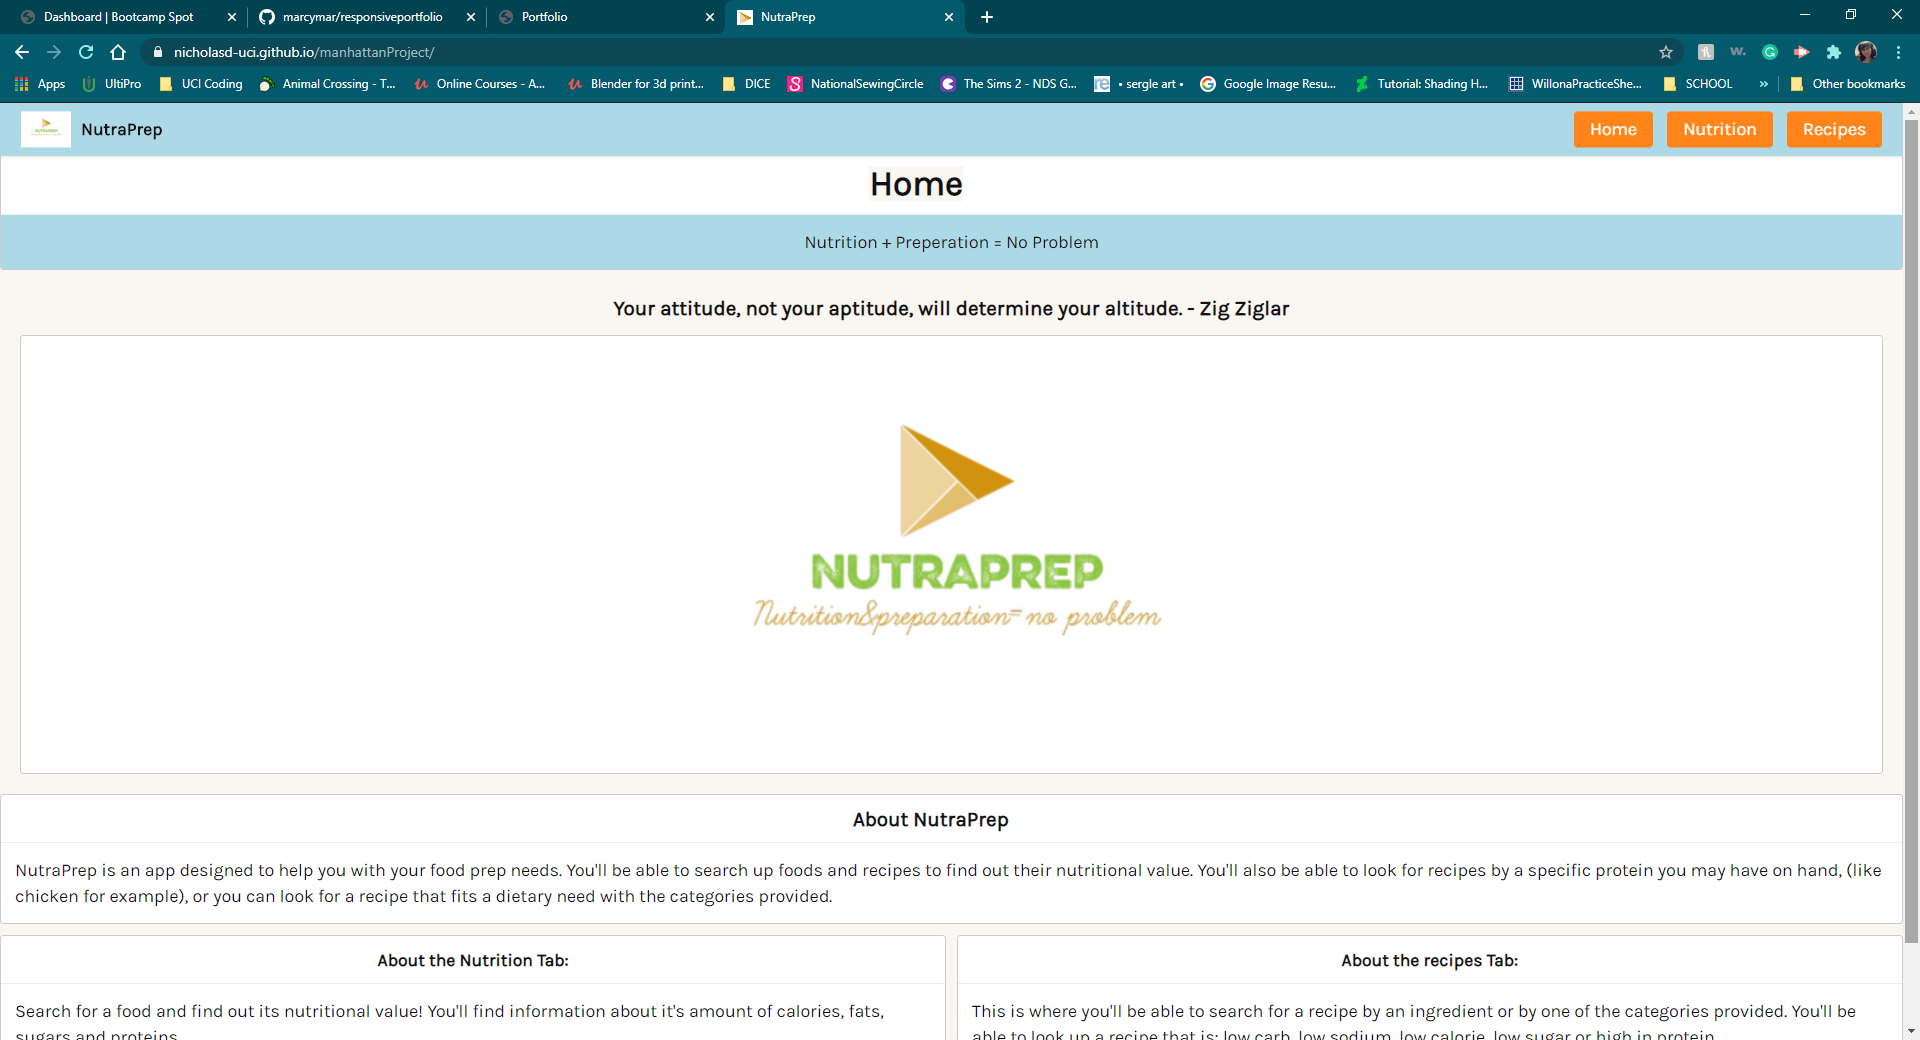 Dashboard | Bootcamp Spot
marcymar/responsiveportfolio
Portfolio
NutraPrep
nicholasd-uci.github.io/manhattanProject/
Apps
UltiPro
UCI Coding
Animal Crossing - T...
Online Courses - A...
Blender for 3d print...
DICE
NationalSewingCircle
The Sims 2 - NDS G...
• sergle art •
Google Image Resu...
Tutorial: Shading H...
WillonaPracticeShe...
SCHOOL
Other bookmarks
NutraPrep
Home
Nutrition
Recipes
Home
Nutrition + Preperation = No Problem
Your attitude, not your aptitude, will determine your altitude. - Zig Ziglar
NUTRAPREP
Nutrition&preparation= no problem
About NutraPrep
NutraPrep is an app designed to help you with your food prep needs. You'll be able to search up foods and recipes to find out their nutritional value. You'll also be able to look for recipes by a specific protein you may have on hand, (like
chicken for example), or you can look for a recipe that fits a dietary need with the categories provided.
About the Nutrition Tab:
Search for a food and find out its nutritional value! You'll find information about it's amount of calories, fats,
sugars and proteins
About the recipes Tab:
This is where you'll be able to search for a recipe by an ingredient or by one of the categories provided. You'll be
able to look up a recipe that is: low carb, low sodium, low calorie, low sugar or high in protein